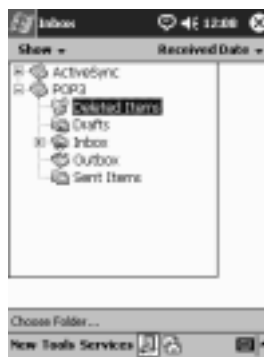 Inbox 12:08
Show Received Date
ActiveSync
POP3
Deleted Items
Drafts
Inbox
Outbox
Sent Items
Choose Folder...
New Tools Services